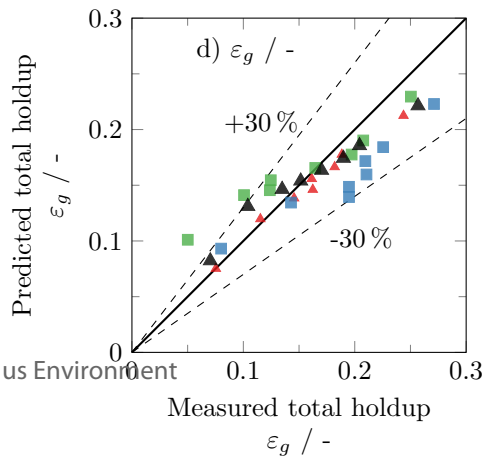 0.3
d) εg / -
+30 %
0.2
0.1
-30 %
0
Predicted total holdup
εg / -
0
0.1
0.2
0.3
us Environment
Measured total holdup
εg / -